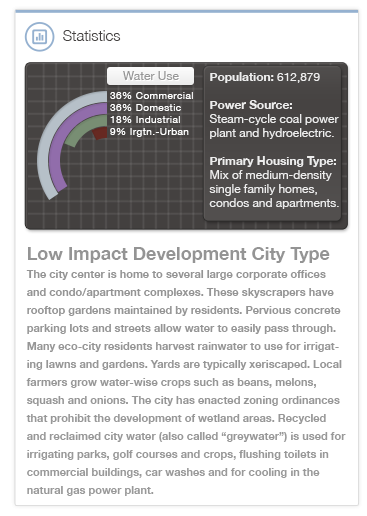 Statistics
Water Use
36% Commercial
36% Domestic
18% Industrial
9% Irgtn.-Urban
Population: 612,879
Power Source:
Steam-cycle coal power
plant and hydroelectric.
Primary Housing Type:
Mix of medium-density
single family homes,
condos and apartments.
Low Impact Development City Type
The city center is home to several large corporate offices
and condo/apartment complexes. These skyscrapers have
rooftop gardens maintained by residents. Pervious concrete
parking lots and streets allow water to easily pass through.
Many eco-city residents harvest rainwater to use for irrigat-
ing lawns and gardens. Yards are typically xeriscaped. Local
farmers grow water-wise crops such as beans, melons,
squash and onions. The city has enacted zoning ordinances
that prohibit the development of wetland areas. Recycled
and reclaimed city water (also called “greywater”) is used for
irrigating parks, golf courses and crops, flushing toilets in
commercial buildings, car washes and for cooling in the
natural gas power plant.